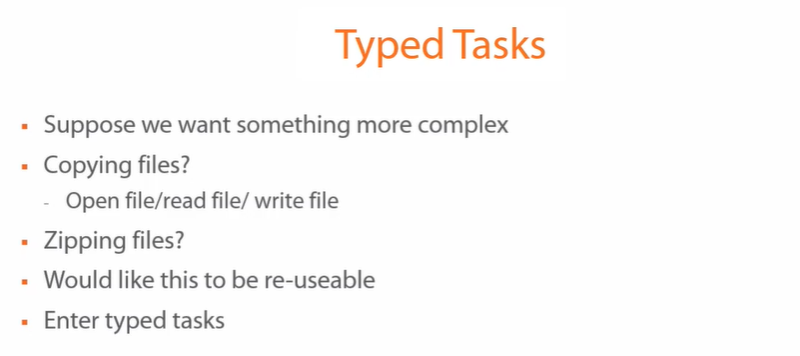 Typed Tasks
▪ Suppose we want something more complex
▪ Copying files?
- Open file/read file/ write file
▪ Zipping files?
▪ Would like this to be re-useable
▪ Enter typed tasks